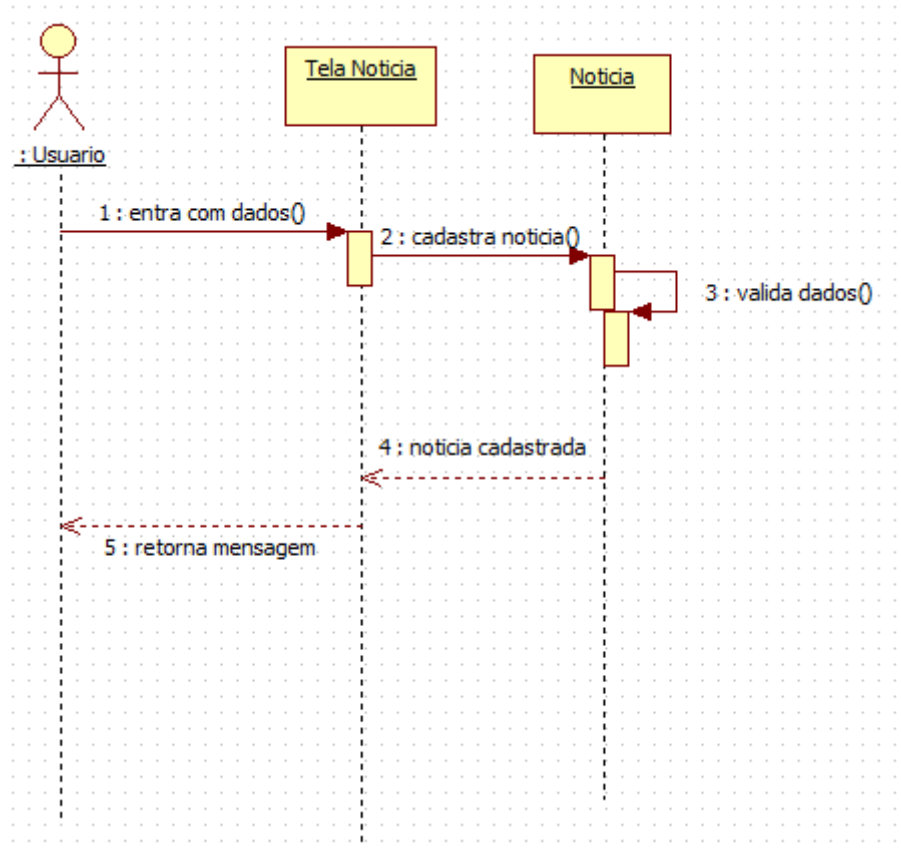 Tela Noticia
Noticia
: Usuario
1 : entra com dados()
2 : cadastra noticia()
3 : valida dados()
4 : noticia cadastrada
5 : retorna mensagem